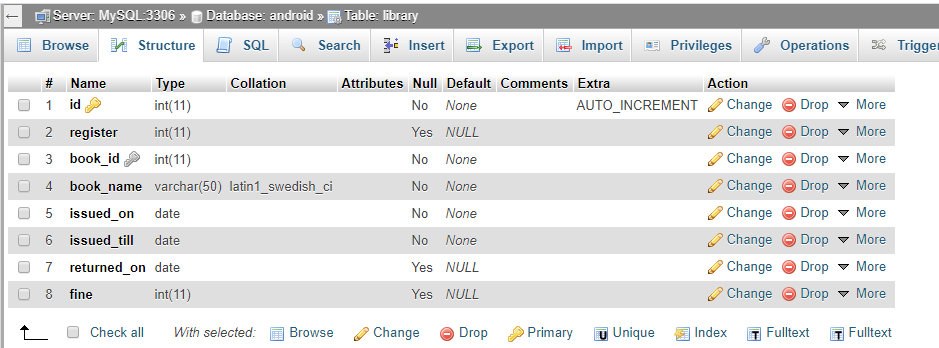 Server: MySQL:3306 » Database: android » Table: library
Browse Structure SQL Search Insert Export Import Privileges Operations Trigger
# Name Type Collation Attributes Null Default Comments Extra Action
1 id int(11) No None AUTO_INCREMENT Change Drop More
2 register int(11) Yes NULL Change Drop More
3 book_id int(11) No None Change Drop More
4 book_name varchar(50) latin1_swedish_ci No None Change Drop More
5 issued_on date No None Change Drop More
6 issued_till date No None Change Drop More
7 returned_on date Yes NULL Change Drop More
8 fine int(11) Yes NULL Change Drop More
Check all With selected: Browse Change Drop Primary Unique Index Fulltext Fulltext